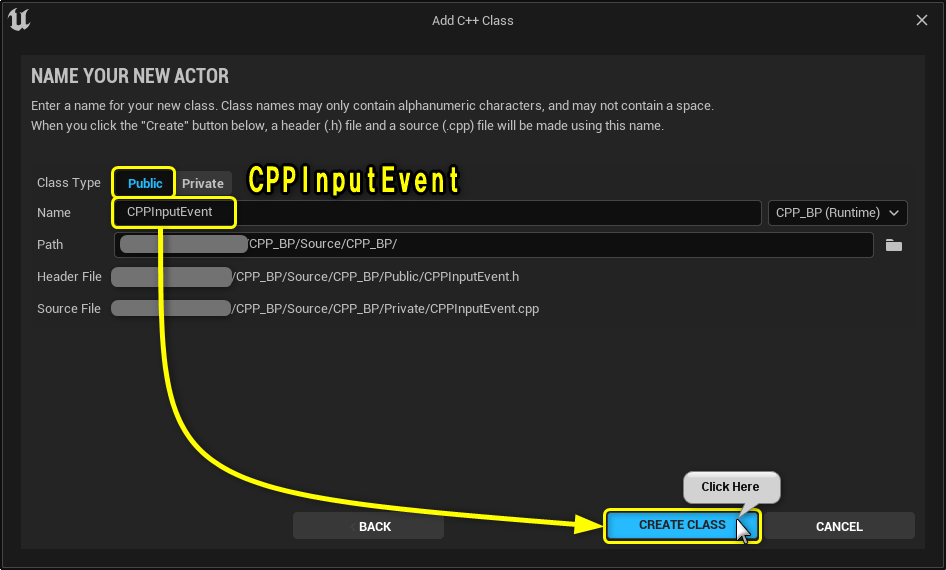 Add C++ Class
NAME YOUR NEW ACTOR
Enter a name for your new class. Class names may only contain alphanumeric characters, and may not contain a space.
When you click the "Create" button below, a header (.h) file and a source (.cpp) file will be made using this name.
Class Type Public Private CPPInputEvent
Name CPPInputEvent CPP_BP (Runtime)
Path /CPP_BP/Source/CPP_BP/
Header File /CPP_BP/Source/CPP_BP/Public/CPPInputEvent.h
Source File /CPP_BP/Source/CPP_BP/Private/CPPInputEvent.cpp
Click Here
BACK CREATE CLASS CANCEL